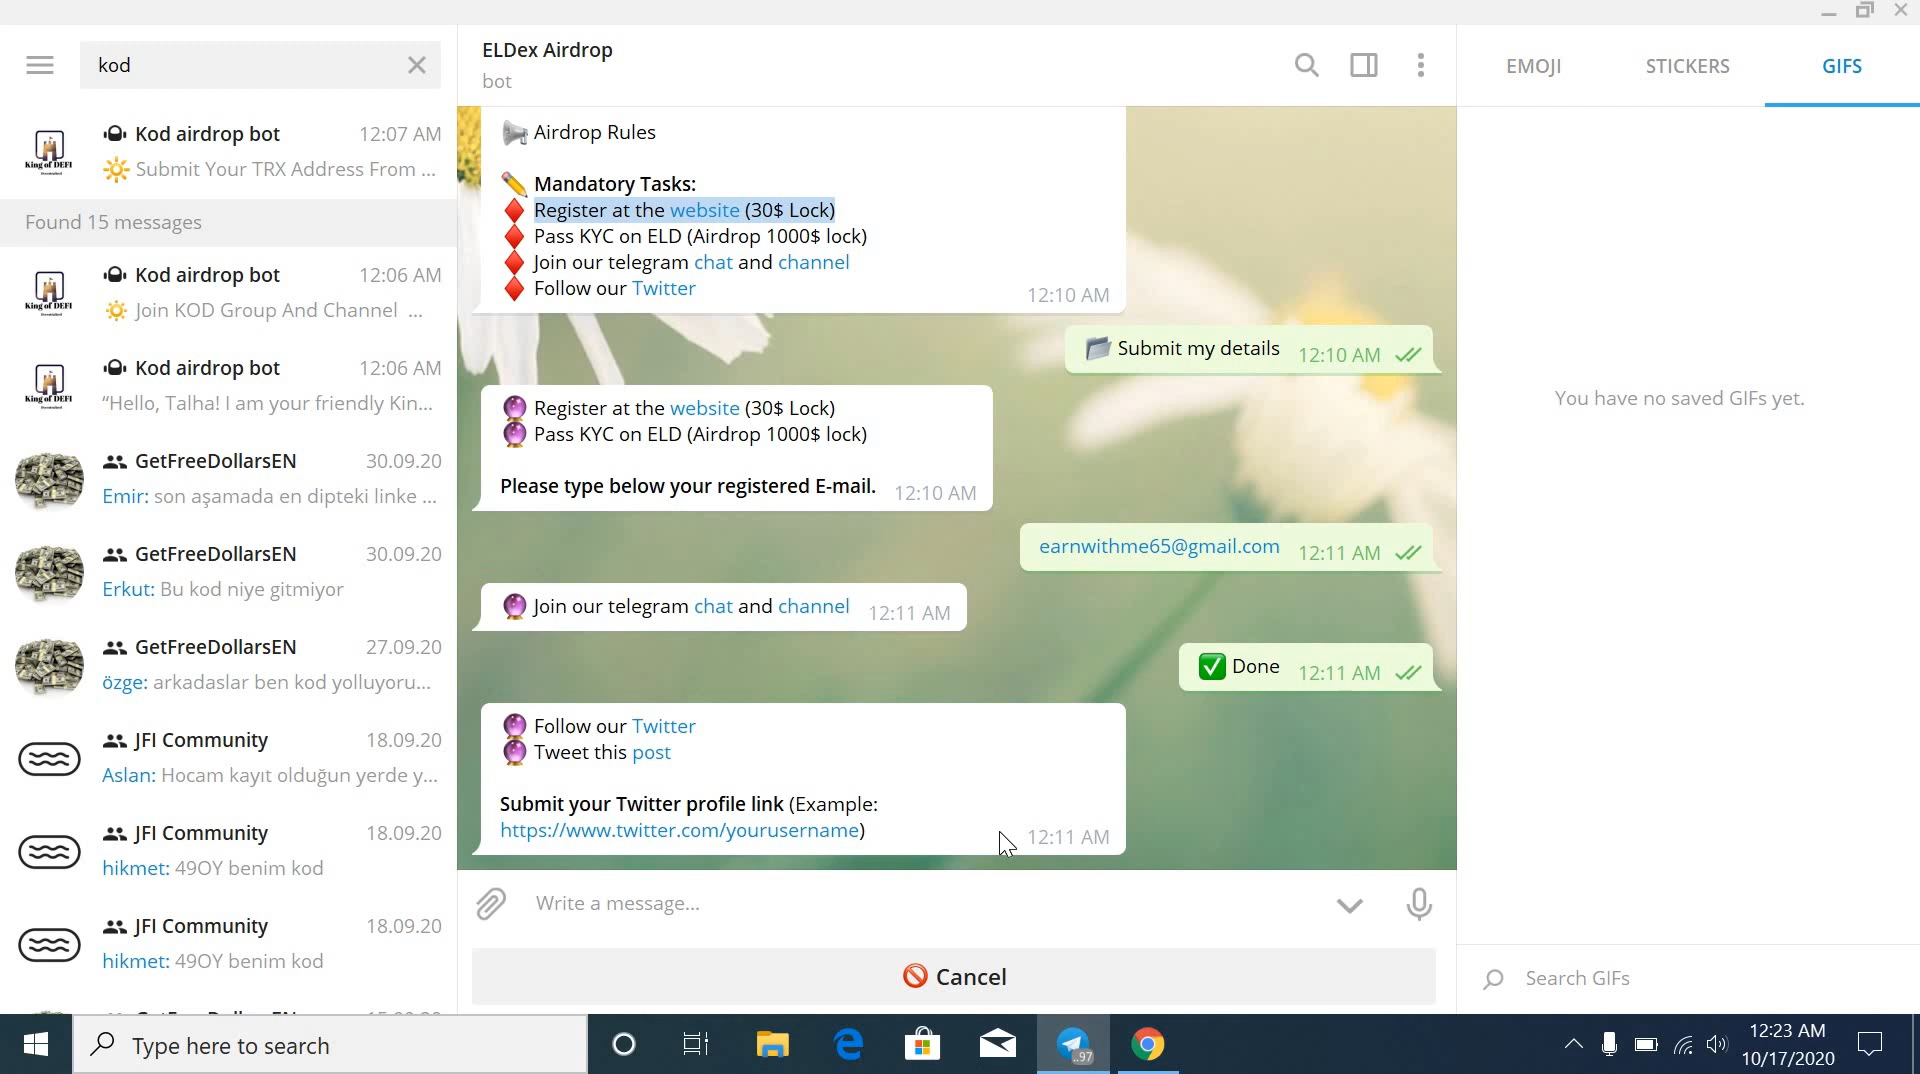 kod
Kod airdrop bot 12:07 AM
Submit Your TRX Address From ...
Found 15 messages
Kod airdrop bot 12:06 AM
Join KOD Group And Channel ...
Kod airdrop bot 12:06 AM
“Hello, Talha! I am your friendly Kin...
GetFreeDollarsEN 30.09.20
Emir: son aşamada en dipteki linke ...
GetFreeDollarsEN 30.09.20
Erkut: Bu kod niye gitmiyor
GetFreeDollarsEN 27.09.20
özge: arkadaslar ben kod yolluyoru...
JFI Community 18.09.20
Aslan: Hocam kayıt olduğun yerde y...
JFI Community 18.09.20
hikmet: 49OY benim kod
JFI Community 18.09.20
hikmet: 49OY benim kod
King of DEFI
King of DEFI
King of DEFI
ELDex Airdrop
bot
Airdrop Rules
Mandatory Tasks:
Register at the website (30$ Lock)
Pass KYC on ELD (Airdrop 1000$ lock)
Join our telegram chat and channel
Follow our Twitter
12:10 AM
Submit my details 12:10 AM
Register at the website (30$ Lock)
Pass KYC on ELD (Airdrop 1000$ lock)
Please type below your registered E-mail. 12:10 AM
earnwithme65@gmail.com 12:11 AM
Join our telegram chat and channel 12:11 AM
Done 12:11 AM
Follow our Twitter
Tweet this post
Submit your Twitter profile link (Example:
https://www.twitter.com/yourusername)
12:11 AM
Write a message...
Cancel
EMOJI STICKERS GIFS
You have no saved GIFs yet.
Search GIFs
Type here to search
..97
12:23 AM
10/17/2020